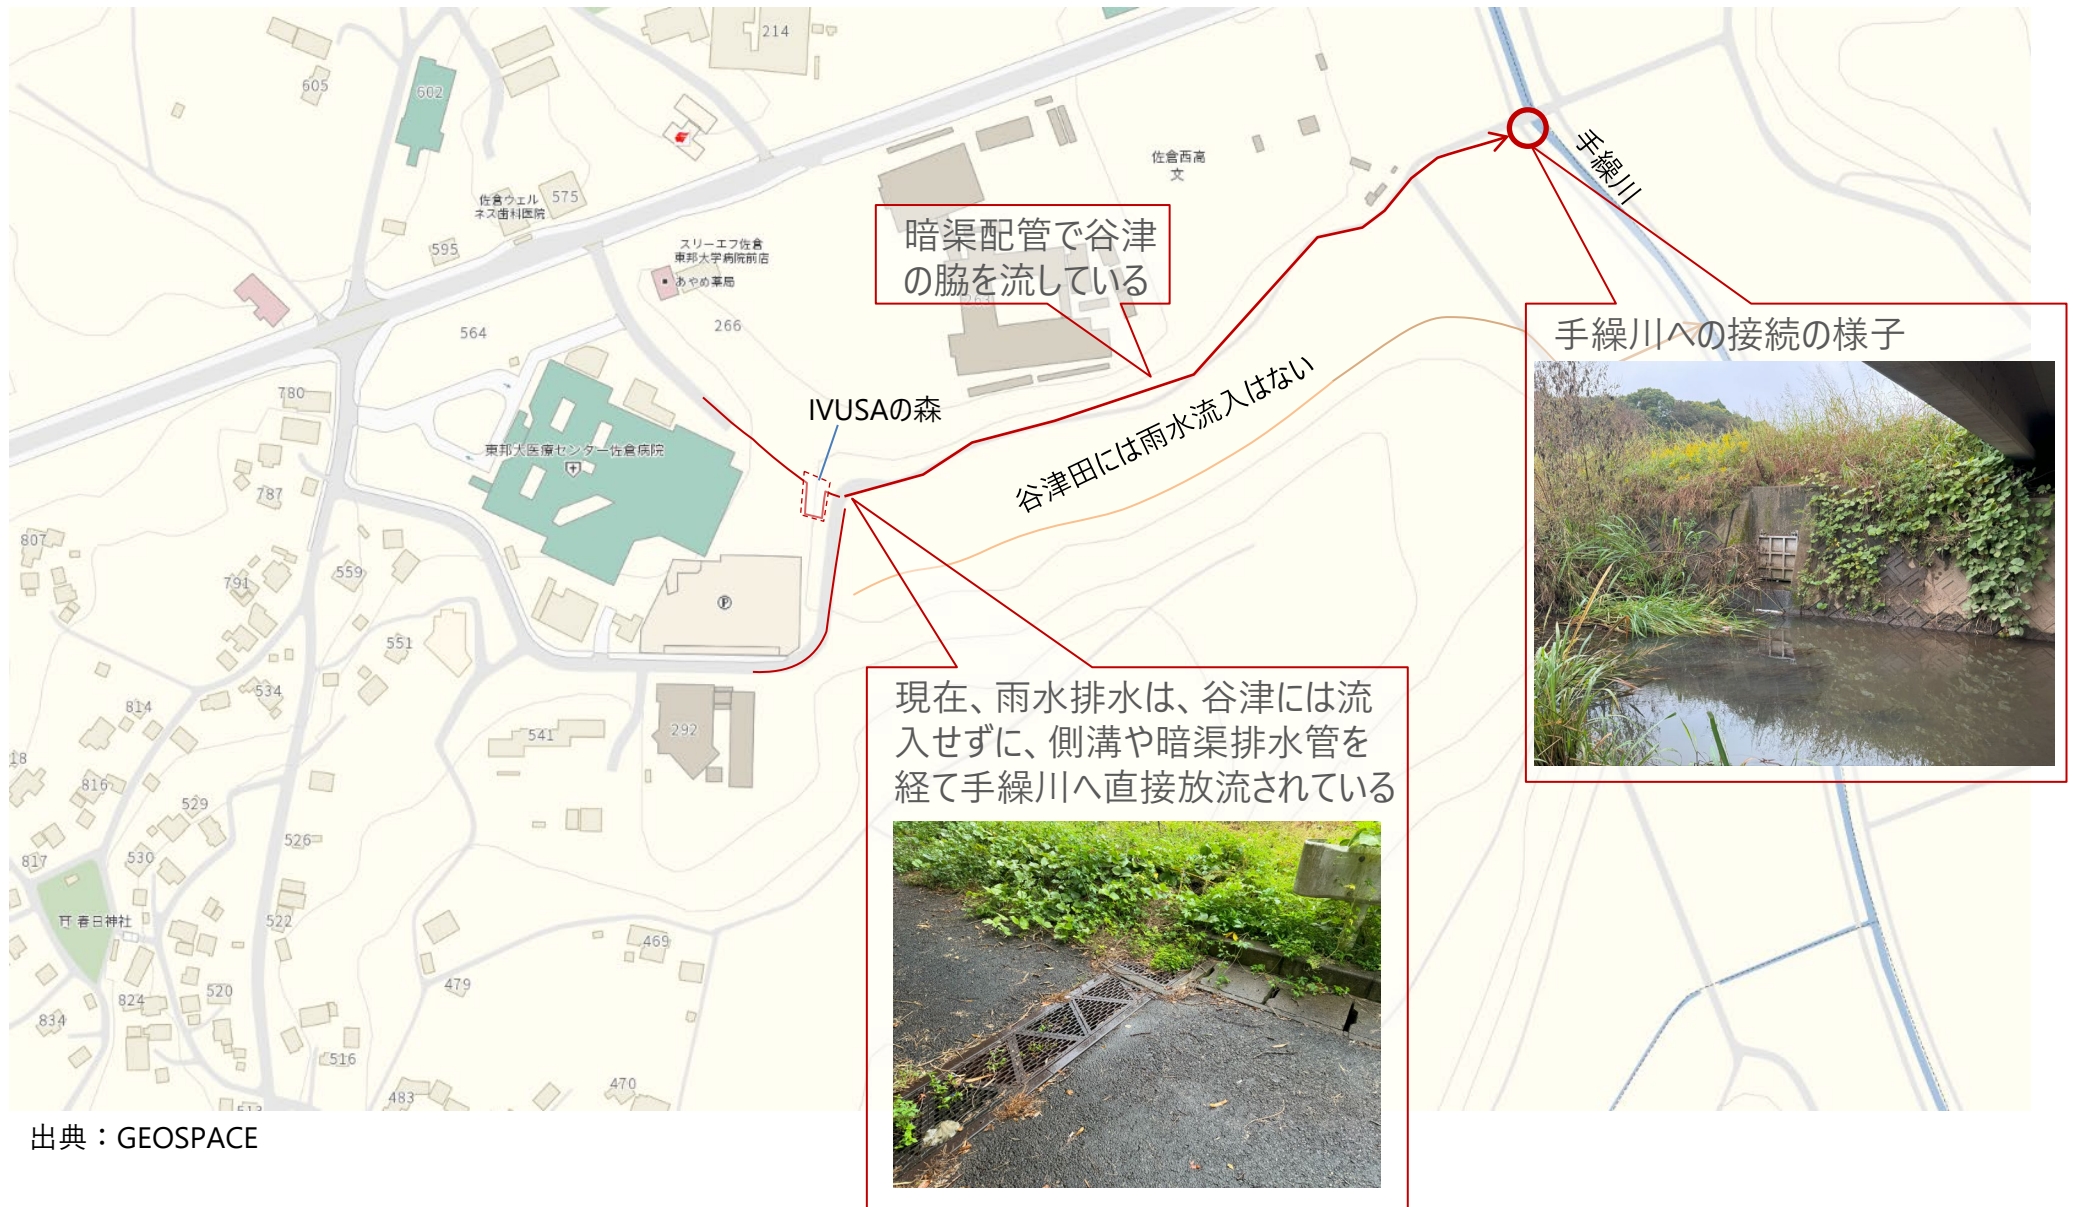 214
605
602
佐倉西高
文
手繰川
佐倉ウェル
ネス歯科医院
575
595
スリーエフ佐倉
東邦大学病院前店
あやめ薬局
暗渠配管で谷津
の脇を流している
263
564
266
手繰川への接続の様子
780
IVUSAの森
谷津田には雨水流入はない
東邦大医療センター佐倉病院
787
807
791
559
P
551
534
814
現在、雨水排水は、谷津には流
入せずに、側溝や暗渠排水管を
経て手繰川へ直接放流されている
541
292
18
816
529
526
817
530
春日神社
522
469
479
824
520
834
516
470
483
513
出典：GEOSPACE